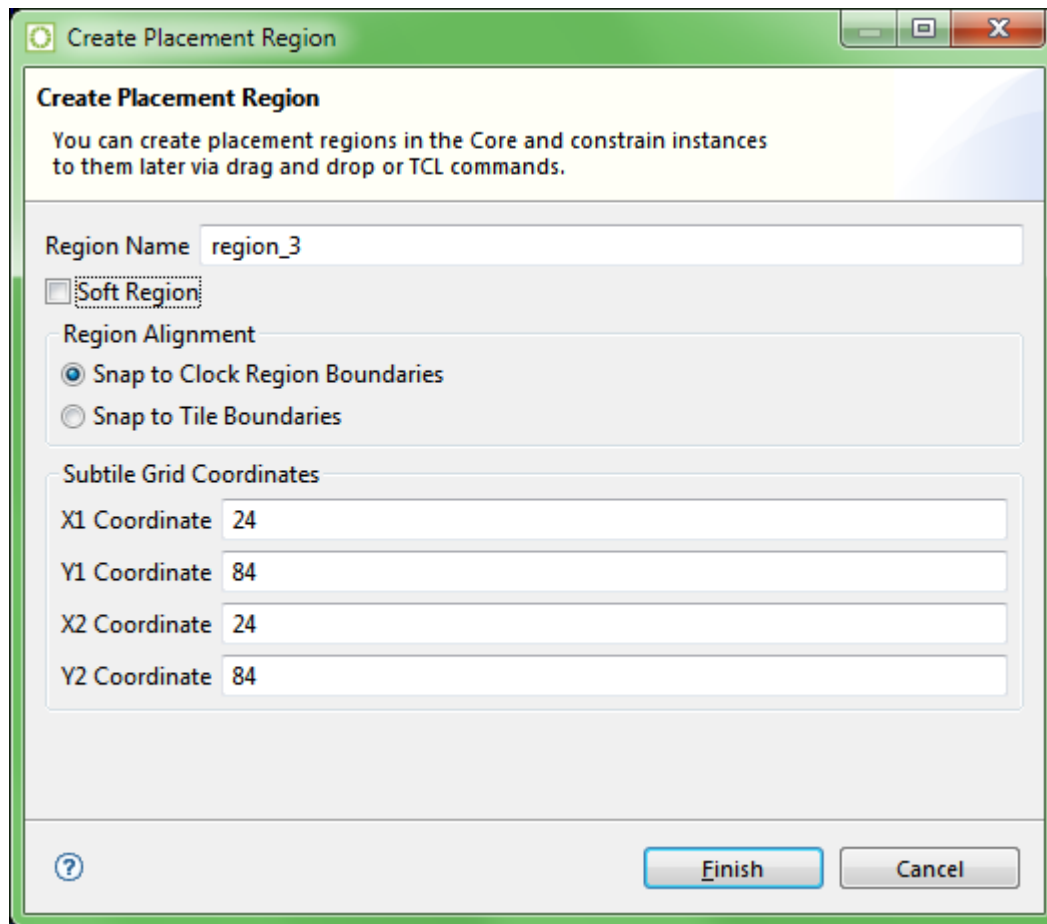 Create Placement Region
Create Placement Region
You can create placement regions in the Core and constrain instances
to them later via drag and drop or TCL commands.
Region Name region_3
Soft Region
Region Alignment
Snap to Clock Region Boundaries
Snap to Tile Boundaries
Subtile Grid Coordinates
X1 Coordinate 24
Y1 Coordinate 84
X2 Coordinate 24
Y2 Coordinate 84
? Finish Cancel